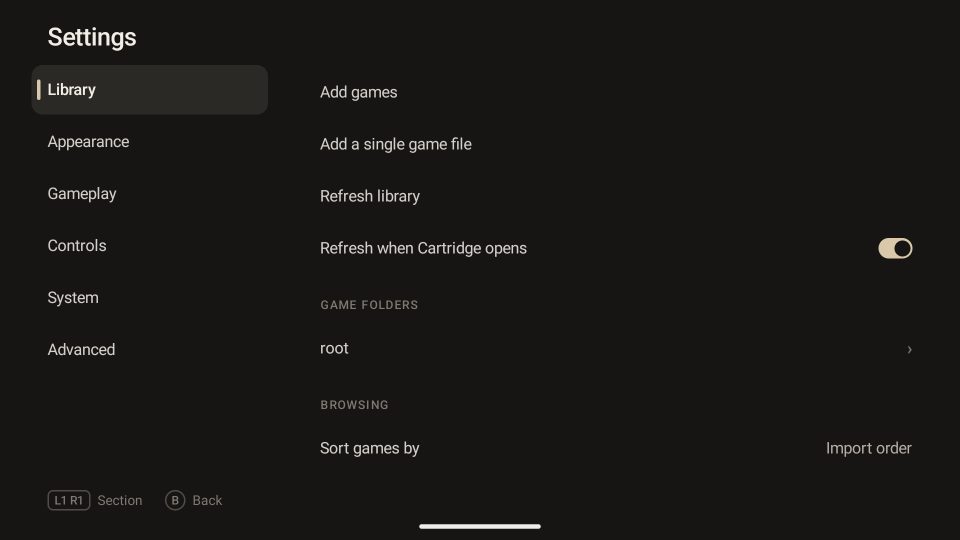 Settings
Library
Appearance
Gameplay
Controls
System
Advanced
Add games
Add a single game file
Refresh library
Refresh when Cartridge opens
GAME FOLDERS
root ›
BROWSING
Sort games by Import order
L1 R1 Section B Back